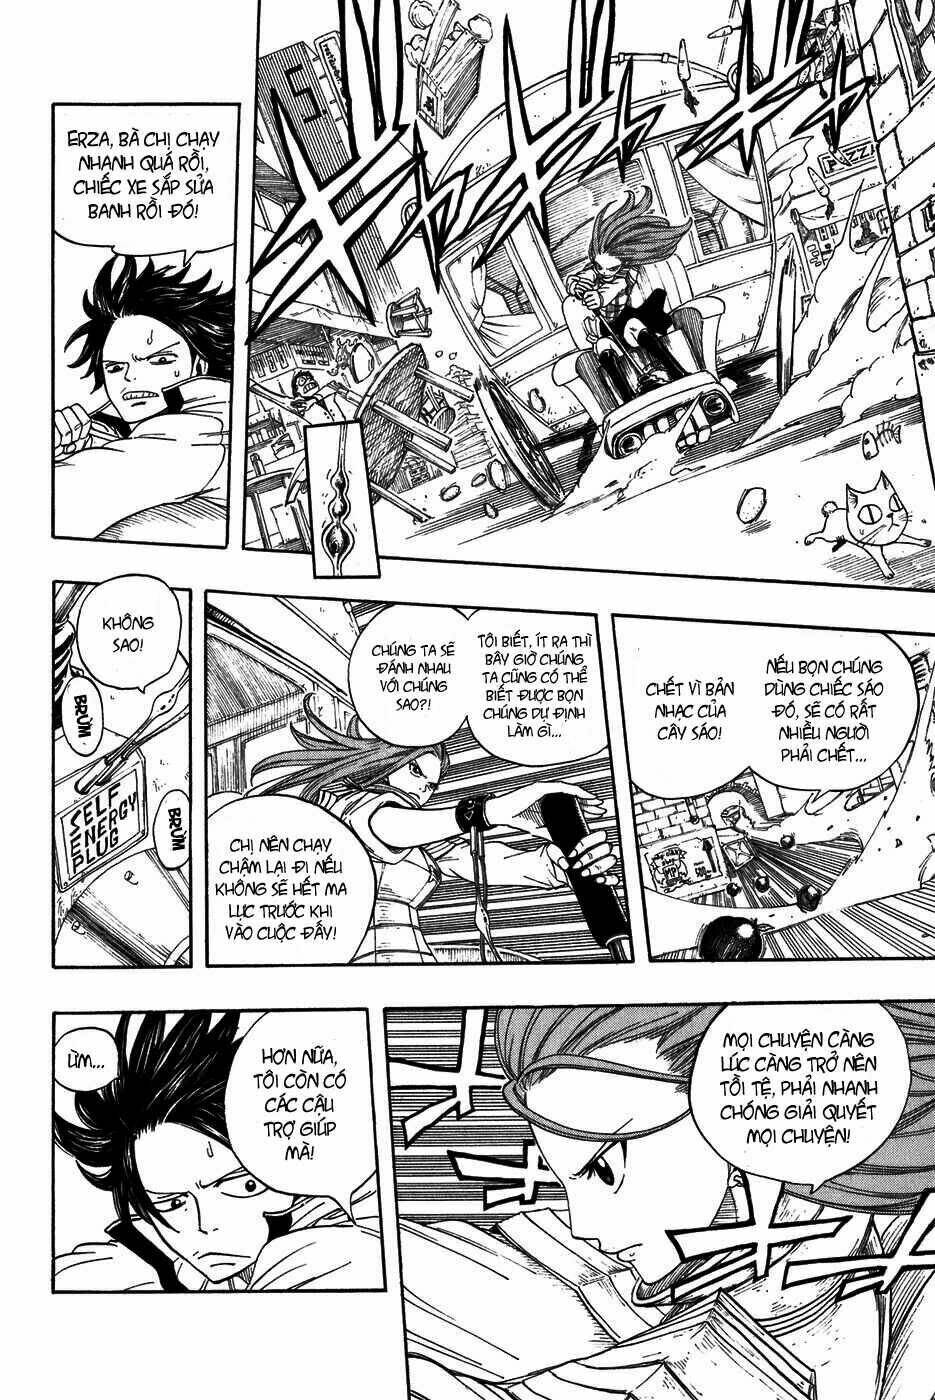 PIZZA
ERZA, BÀ CHỊ CHẠY
NHANH QUÁ RỒI,
CHIẾC XE SẮP SỬA
BANH RỒI ĐÓ!
NẾU BỌN CHÚNG
DÙNG CHIẾC SÁO
ĐÓ, SẼ CÓ RẤT
NHIỀU NGƯỜI
PHẢI CHẾT...
CHẾT VÌ BẢN
NHẠC CỦA
CÂY SÁO!
TÔI BIẾT, ÍT RA THÌ
BÂY GIỜ CHÚNG
TA CŨNG CÓ THỂ
BIẾT ĐƯỢC BỌN
CHÚNG DỰ ĐỊNH
LÀM GÌ...
CHÚNG TA SẼ
ĐÁNH NHAU
VỚI CHÚNG
SAO?!
CHỊ NÊN CHẠY
CHẬM LẠI ĐI NẾU
KHÔNG SẼ HẾT MA
LỰC TRƯỚC KHI
VÀO CUỘC ĐẤY!
KHÔNG
SAO!
BRÙM
BRÙM
SELF
ENERGY
PLUG
MỌI CHUYỆN CÀNG
LÚC CÀNG TRỞ NÊN
TỒI TỆ, PHẢI NHANH
CHÓNG GIẢI QUYẾT
MỌI CHUYỆN!
HƠN NỮA,
TÔI CÒN CÓ
CÁC CẬU
TRỢ GIÚP
MÀ!
ỪM...